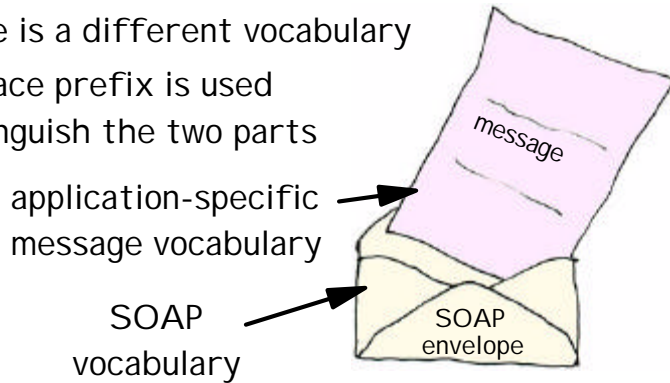 e is a different vocabulary
ace prefix is used
nguish the two parts
message
application-specific
message vocabulary
SOAP
vocabulary
SOAP
envelope